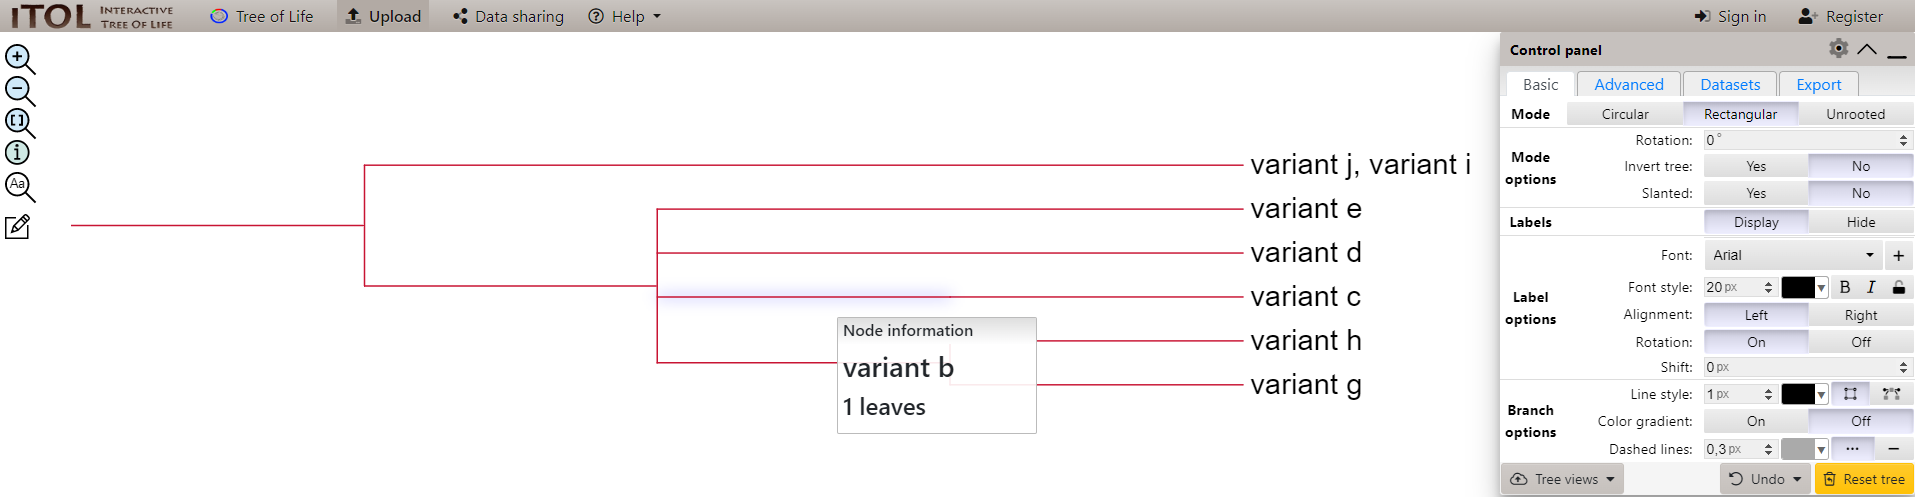 iTOL INTERACTIVE TREE OF LIFE Tree of Life Upload Data sharing ? Help Sign in Register
Control panel
Basic Advanced Datasets Export
Mode Circular Rectangular Unrooted
Mode options
Rotation: 0 °
Invert tree: Yes No
Slanted: Yes No
Labels Display Hide
Label options
Font: Arial +
Font style: 20 px B I
Alignment: Left Right
Rotation: On Off
Shift: 0 px
Branch options
Line style: 1 px
Color gradient: On Off
Dashed lines: 0,3 px
Tree views Undo Reset tree
i
Aa
variant j, variant i
variant e
variant d
variant c
variant h
variant g
Node information
variant b
1 leaves